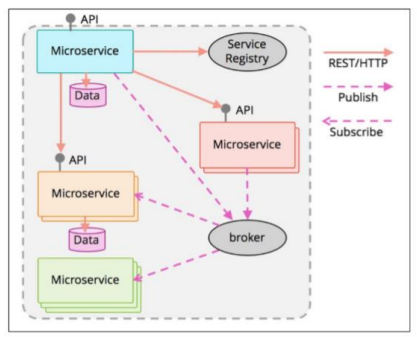 API
Microservice
Service
Registry
REST/HTTP
Data
Publish
API
Subscribe
Microservice
API
Microservice
Data
broker
Microservice